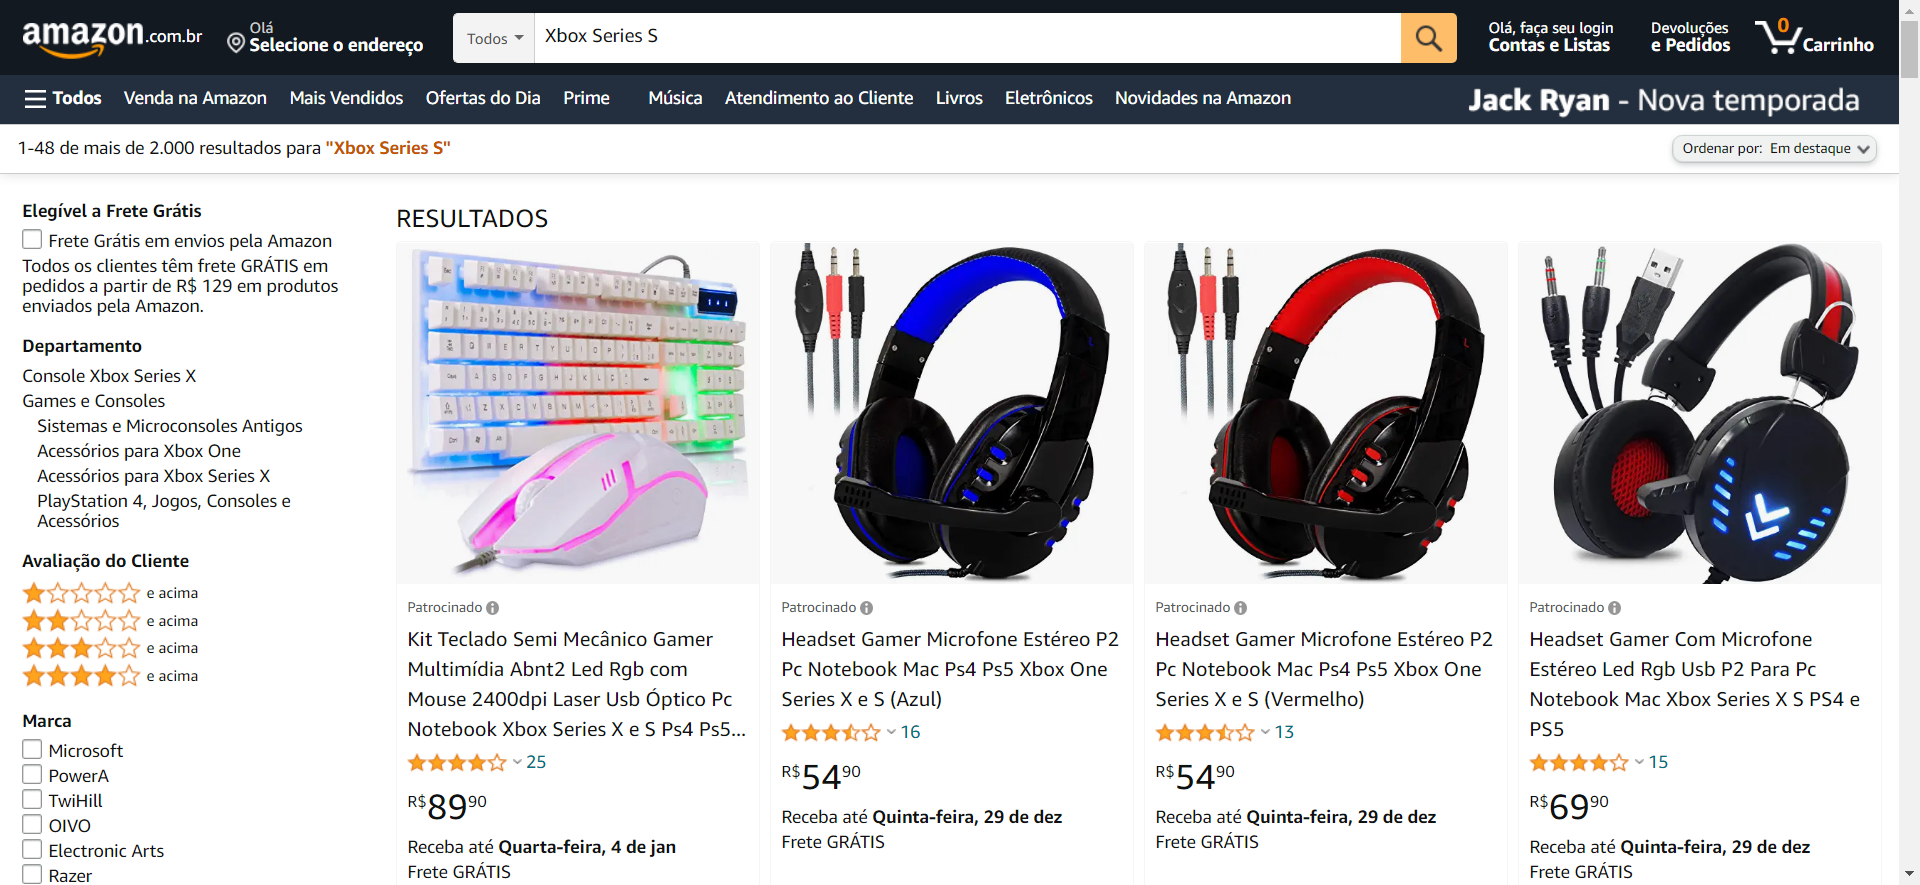 amazon.com.br
Olá
Selecione o endereço
Todos
Xbox Series S
Olá, faça seu login
Contas e Listas
Devoluções
e Pedidos
0
Carrinho
Todos
Venda na Amazon
Mais Vendidos
Ofertas do Dia
Prime
Música
Atendimento ao Cliente
Livros
Eletrônicos
Novidades na Amazon
Jack Ryan - Nova temporada
1-48 de mais de 2.000 resultados para "Xbox Series S"
Ordenar por: Em destaque
Elegível a Frete Grátis
Frete Grátis em envios pela Amazon
Todos os clientes têm frete GRÁTIS em
pedidos a partir de R$ 129 em produtos
enviados pela Amazon.
Departamento
Console Xbox Series X
Games e Consoles
Sistemas e Microconsoles Antigos
Acessórios para Xbox One
Acessórios para Xbox Series X
PlayStation 4, Jogos, Consoles e
Acessórios
Avaliação do Cliente
e acima
e acima
e acima
e acima
Marca
Microsoft
PowerA
TwiHill
OIVO
Electronic Arts
Razer
RESULTADOS
Patrocinado
Kit Teclado Semi Mecânico Gamer
Multimídia Abnt2 Led Rgb com
Mouse 2400dpi Laser Usb Óptico Pc
Notebook Xbox Series X e S Ps4 Ps5...
25
R$8990
Receba até Quarta-feira, 4 de jan
Frete GRÁTIS
Patrocinado
Headset Gamer Microfone Estéreo P2
Pc Notebook Mac Ps4 Ps5 Xbox One
Series X e S (Azul)
16
R$5490
Receba até Quinta-feira, 29 de dez
Frete GRÁTIS
Patrocinado
Headset Gamer Microfone Estéreo P2
Pc Notebook Mac Ps4 Ps5 Xbox One
Series X e S (Vermelho)
13
R$5490
Receba até Quinta-feira, 29 de dez
Frete GRÁTIS
Patrocinado
Headset Gamer Com Microfone
Estéreo Led Rgb Usb P2 Para Pc
Notebook Mac Xbox Series X S PS4 e
PS5
15
R$6990
Receba até Quinta-feira, 29 de dez
Frete GRÁTIS